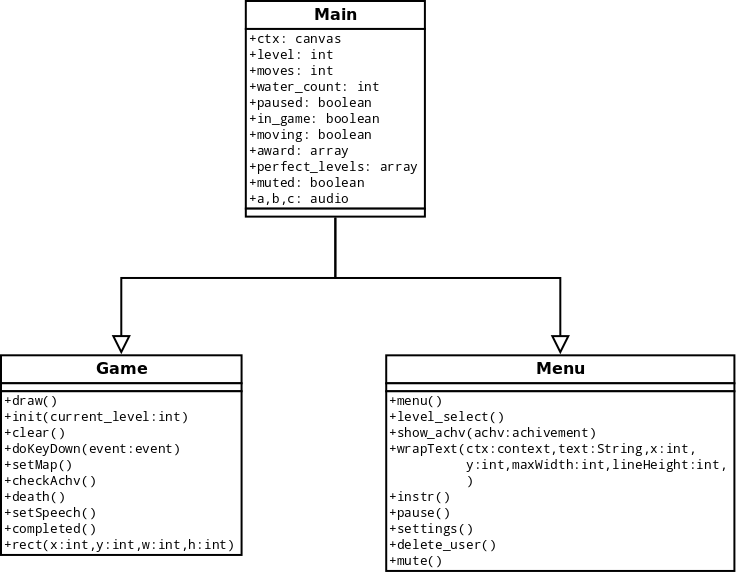 Main
+ctx: canvas
+level: int
+moves: int
+water_count: int
+paused: boolean
+in_game: boolean
+moving: boolean
+award: array
+perfect_levels: array
+muted: boolean
+a,b,c: audio
Game
+draw()
+init(current_level:int)
+clear()
+doKeyDown(event:event)
+setMap()
+checkAchv()
+death()
+setSpeech()
+completed()
+rect(x:int,y:int,w:int,h:int)
Menu
+menu()
+level_select()
+show_achv(achv:achivement)
+wrapText(ctx:context,text:String,x:int,
y:int,maxWidth:int,lineHeight:int,
)
+instr()
+pause()
+settings()
+delete_user()
+mute()